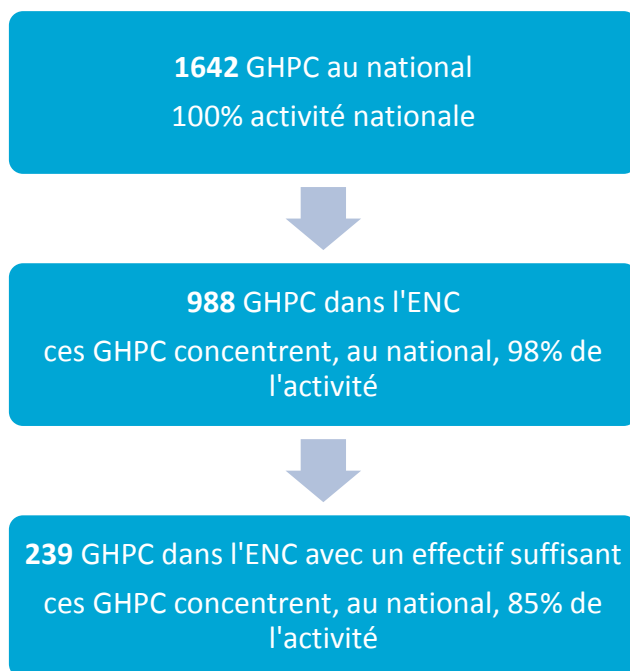 1642 GHPC au national
100% activité nationale
988 GHPC dans l'ENC
ces GHPC concentrent, au national, 98% de
l'activité
239 GHPC dans l'ENC avec un effectif suffisant
ces GHPC concentrent, au national, 85% de
l'activité